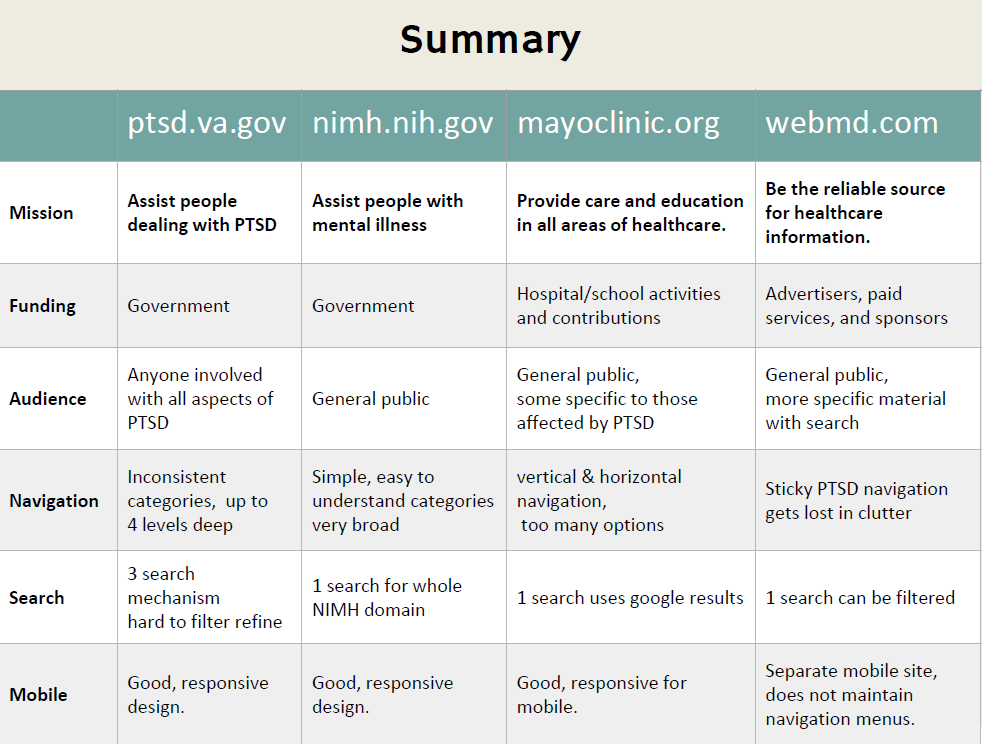 Summary
ptsd.va.gov nimh.nih.gov mayoclinic.org webmd.com
Mission
Assist people
dealing with PTSD
Assist people with
mental illness
Provide care and education
in all areas of healthcare.
Be the reliable source
for healthcare
information.
Funding
Government
Government
Hospital/school activities
and contributions
Advertisers, paid
services, and sponsors
Audience
Anyone involved
with all aspects of
PTSD
General public
General public,
some specific to those
affected by PTSD
General public,
more specific material
with search
Navigation
Inconsistent
categories,  up to
4 levels deep
Simple, easy to
understand categories
very broad
vertical & horizontal
navigation,
too many options
Sticky PTSD navigation
gets lost in clutter
Search
3 search
mechanism
hard to filter refine
1 search for whole
NIMH domain
1 search uses google results
1 search can be filtered
Mobile
Good, responsive
design.
Good, responsive
design.
Good, responsive for
mobile.
Separate mobile site,
does not maintain
navigation menus.